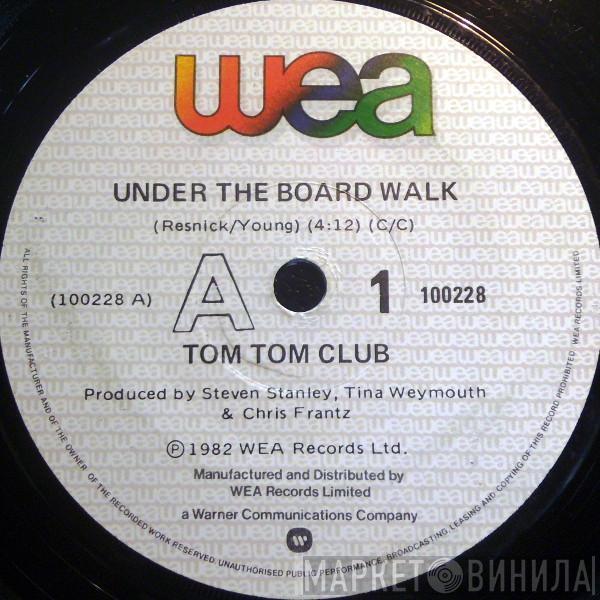 wea
UNDER THE BOARD WALK
(Resnick/Young) (4:12) (C/C)
(100228 A)
A
1
100228
TOM TOM CLUB
Produced by Steven Stanley, Tina Weymouth
& Chris Frantz
Ⓟ 1982 WEA Records Ltd.
Manufactured and Distributed by
WEA Records Limited
a Warner Communications Company
ALL RIGHTS OF THE MANUFACTURER AND OF THE OWNER OF THE RECORDED WORK RESERVED. UNAUTHORISED PUBLIC PERFORMANCE, BROADCASTING, LEASING AND COPYING OF THIS RECORD PROHIBITED. WEA RECORDS LIMITED.
МАРКЕТ ВИНИЛА